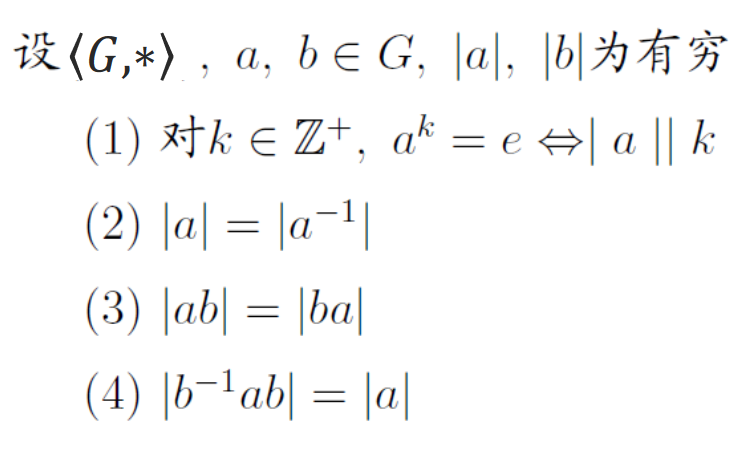 设⟨G,*⟩ , a, b ∈ G, |a|, |b|为有穷
(1) 对k ∈ ℤ⁺, aᵏ = e ⇔| a || k
(2) |a| = |a⁻¹|
(3) |ab| = |ba|
(4) |b⁻¹ab| = |a|